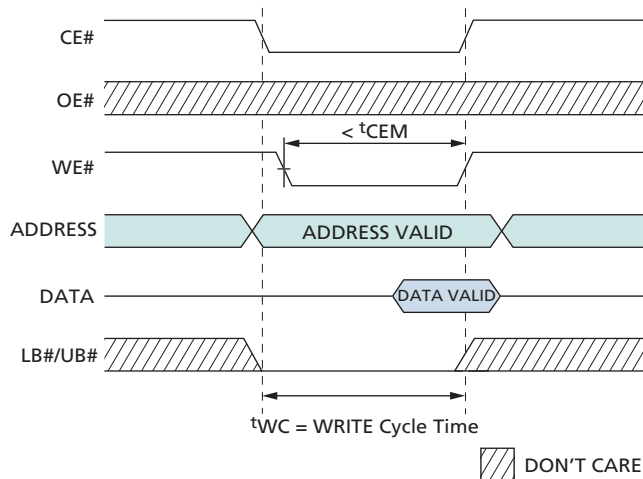 CE#
OE#
< tCEM
WE#
ADDRESS ADDRESS VALID
DATA DATA VALID
LB#/UB#
tWC = WRITE Cycle Time
DON'T CARE